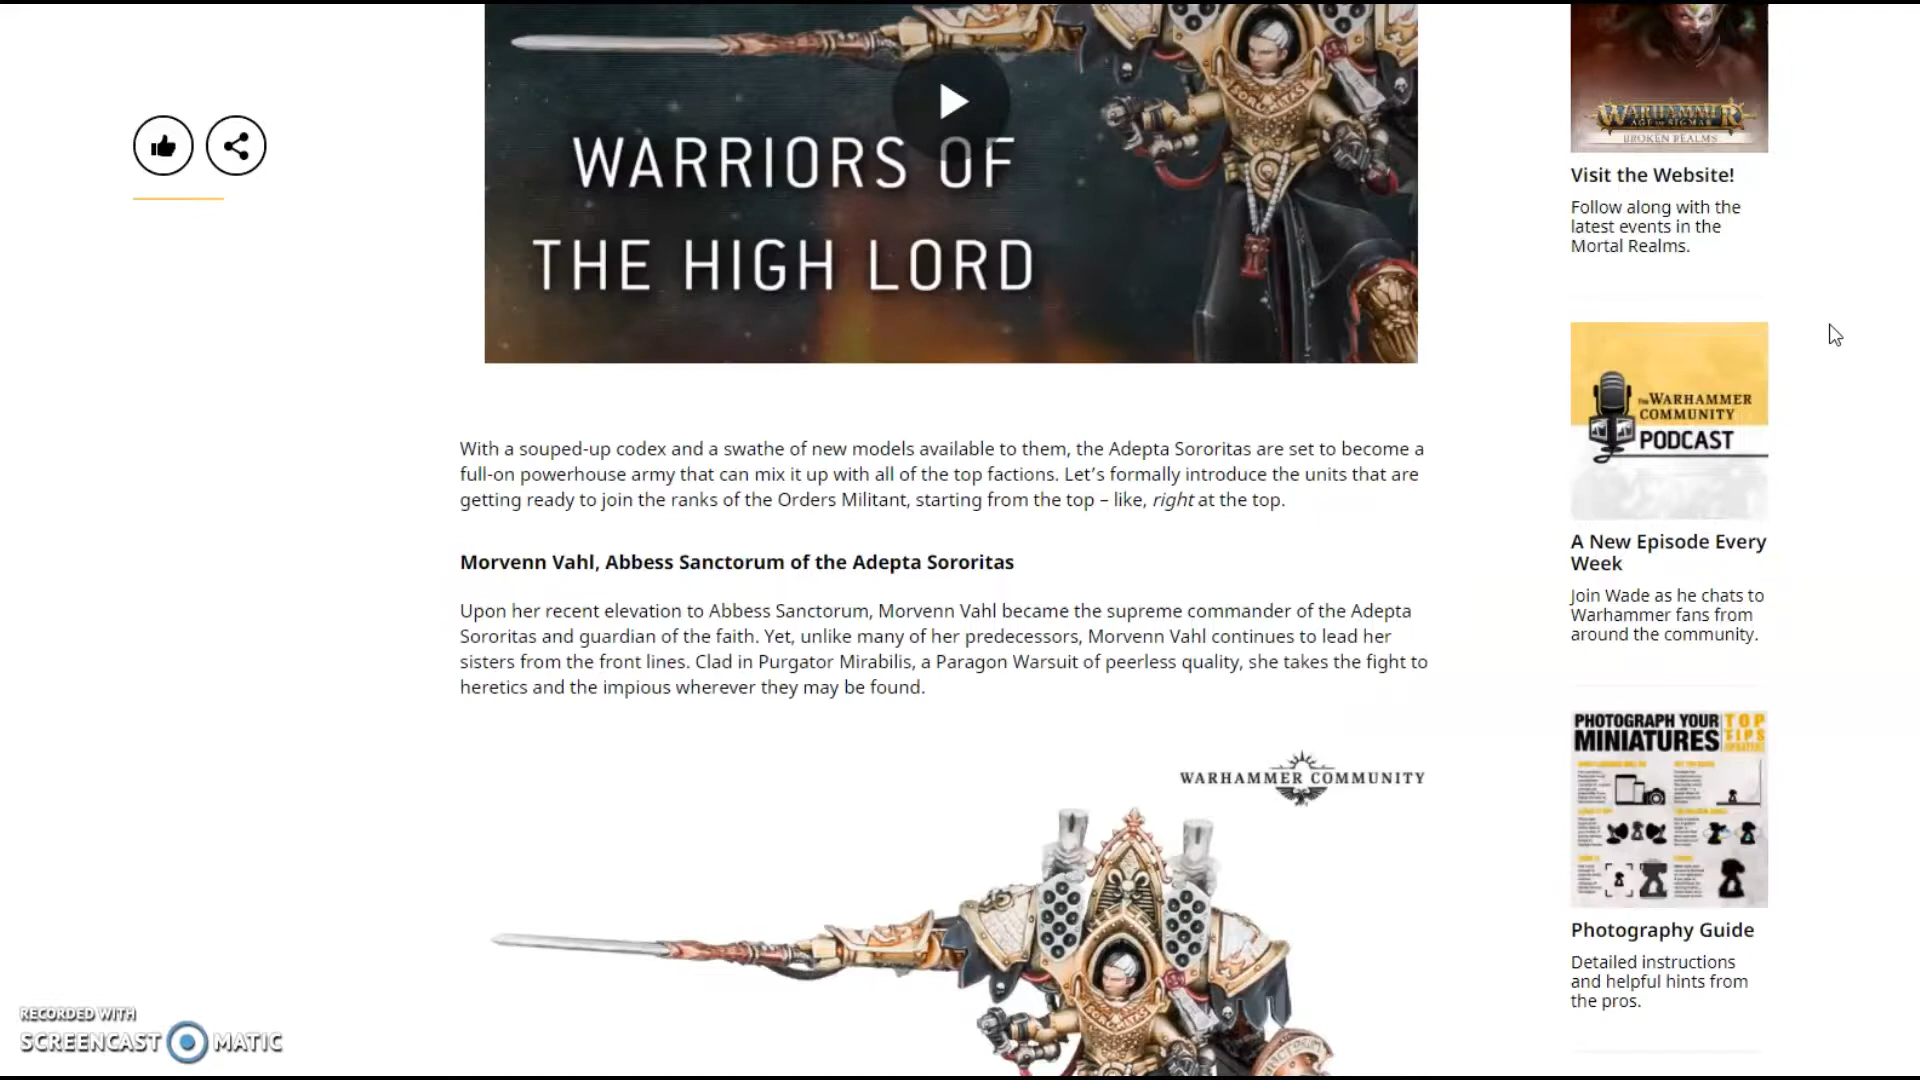 WARRIORS OF
THE HIGH LORD
With a souped-up codex and a swathe of new models available to them, the Adepta Sororitas are set to become a
full-on powerhouse army that can mix it up with all of the top factions. Let’s formally introduce the units that are
getting ready to join the ranks of the Orders Militant, starting from the top – like, right at the top.
Morvenn Vahl, Abbess Sanctorum of the Adepta Sororitas
Upon her recent elevation to Abbess Sanctorum, Morvenn Vahl became the supreme commander of the Adepta
Sororitas and guardian of the faith. Yet, unlike many of her predecessors, Morvenn Vahl continues to lead her
sisters from the front lines. Clad in Purgator Mirabilis, a Paragon Warsuit of peerless quality, she takes the fight to
heretics and the impious wherever they may be found.
WARHAMMER COMMUNITY
WARHAMMER
AGE OF SIGMAR
BROKEN REALMS
Visit the Website!
Follow along with the
latest events in the
Mortal Realms.
The WARHAMMER
COMMUNITY
PODCAST
A New Episode Every
Week
Join Wade as he chats to
Warhammer fans from
around the community.
PHOTOGRAPH YOUR
MINIATURES
TOP
TIPS
Photography Guide
Detailed instructions
and helpful hints from
the pros.
RECORDED WITH
SCREENCAST MATIC